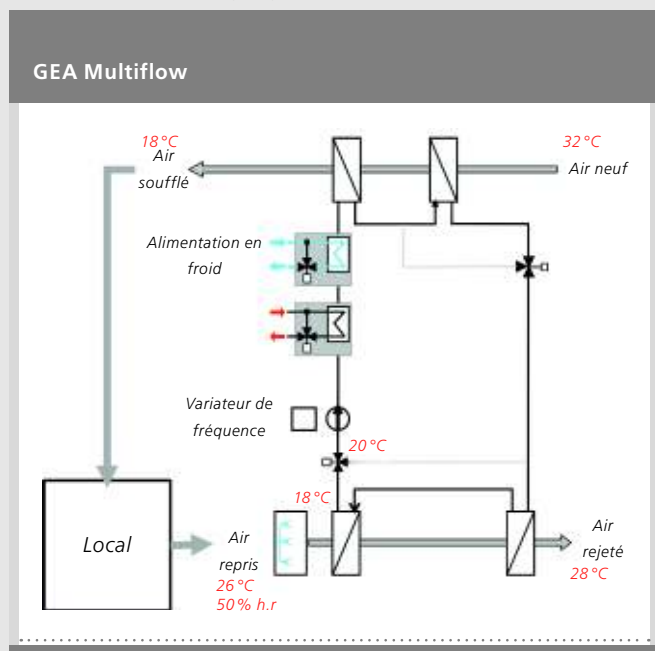 GEA Multiflow
18°C
Air
soufflé
32°C
Air neuf
Alimentation en
froid
Variateur de
fréquence
20°C
18°C
Local
Air
repris
26°C
50% h.r
Air
rejeté
28°C